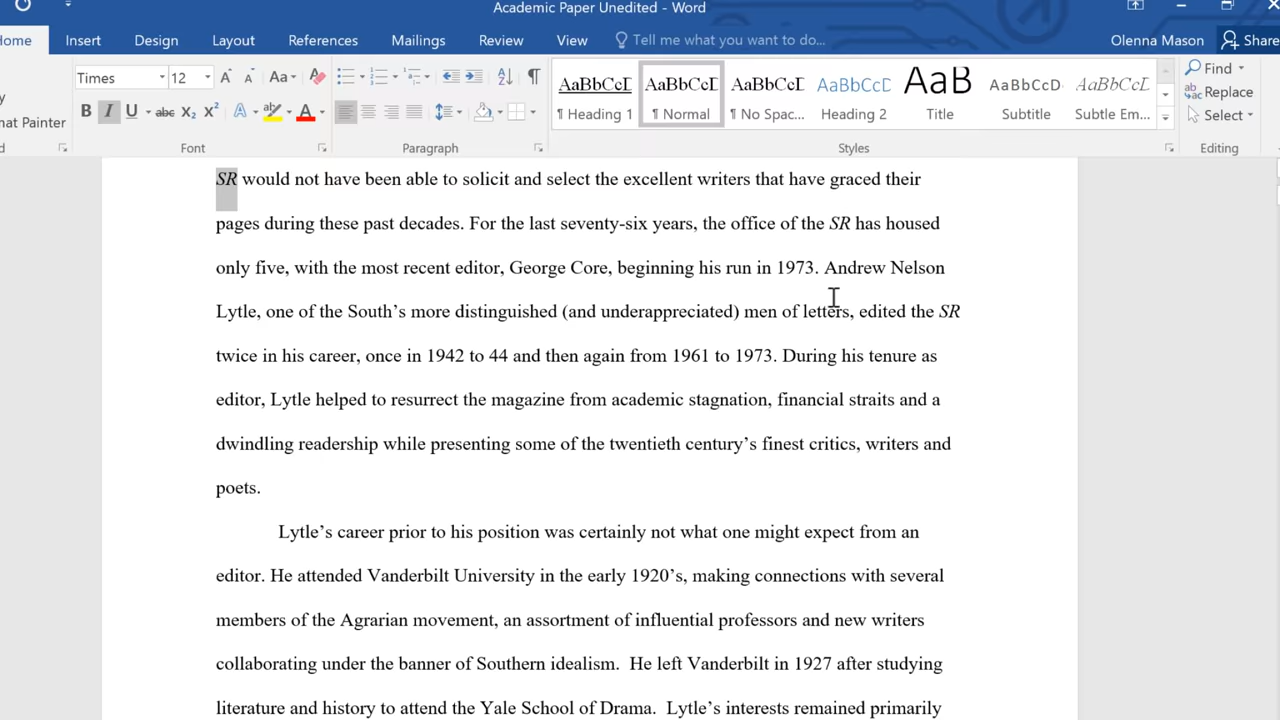 Academic Paper Unedited - Word
Home Insert Design Layout References Mailings Review View Tell me what you want to do... Olenna Mason Share
Times 12 Aa
AaBbCcI AaBbCcI AaBbCcI AaBbCcD AaB AaBbCcD AaBbCcL
¶ Heading 1 ¶ Normal ¶ No Spac... Heading 2 Title Subtitle Subtle Em...
Find
Replace
Select
mat Painter
B I U abc X₂ X² A A
Font Paragraph Styles Editing
SR would not have been able to solicit and select the excellent writers that have graced their
pages during these past decades. For the last seventy-six years, the office of the SR has housed
only five, with the most recent editor, George Core, beginning his run in 1973. Andrew Nelson
Lytle, one of the South’s more distinguished (and underappreciated) men of letters, edited the SR
twice in his career, once in 1942 to 44 and then again from 1961 to 1973. During his tenure as
editor, Lytle helped to resurrect the magazine from academic stagnation, financial straits and a
dwindling readership while presenting some of the twentieth century’s finest critics, writers and
poets.
Lytle’s career prior to his position was certainly not what one might expect from an
editor. He attended Vanderbilt University in the early 1920’s, making connections with several
members of the Agrarian movement, an assortment of influential professors and new writers
collaborating under the banner of Southern idealism.  He left Vanderbilt in 1927 after studying
literature and history to attend the Yale School of Drama.  Lytle’s interests remained primarily